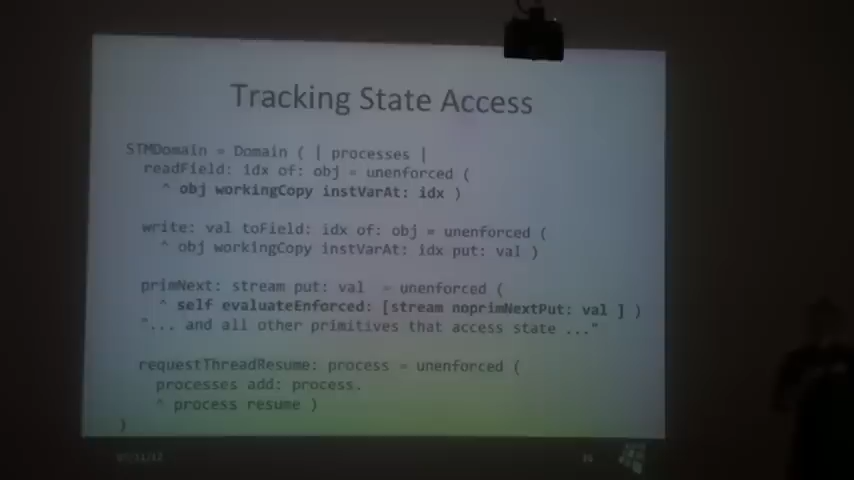 Tracking State Access
STMDomain = Domain ( | processes |
readField: idx of: obj = unenforced (
^ obj workingCopy instVarAt: idx )
write: val toField: idx of: obj = unenforced (
^ obj workingCopy instVarAt: idx put: val )
primNext: stream put: val = unenforced (
^ self evaluateEnforced: [stream noprimNextPut: val ] )
"... and all other primitives that access state ..."
requestThreadResume: process = unenforced (
processes add: process.
^ process resume )
)